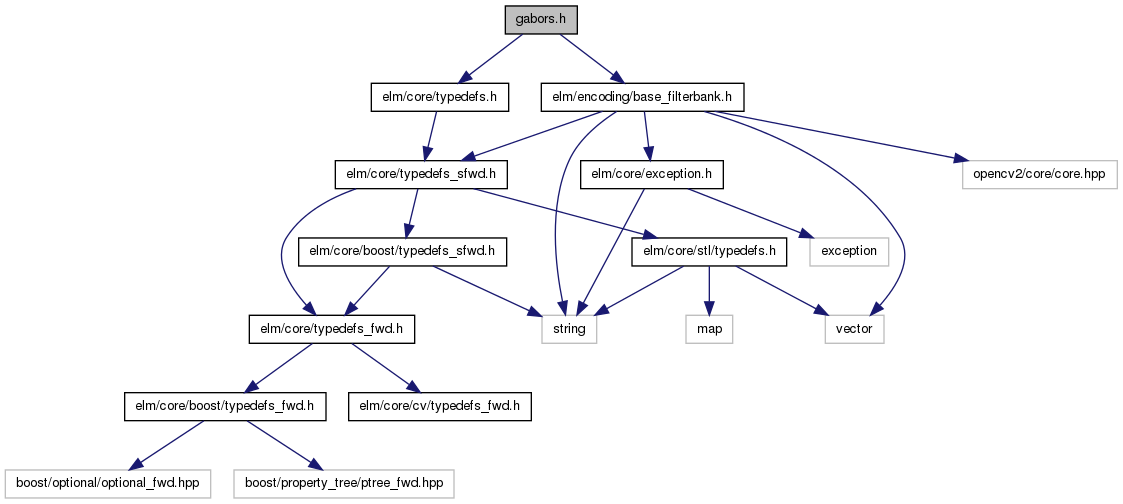 gabors.h
elm/core/typedefs.h
elm/encoding/base_filterbank.h
elm/core/typedefs_sfwd.h
elm/core/exception.h
opencv2/core/core.hpp
elm/core/boost/typedefs_sfwd.h
elm/core/stl/typedefs.h
exception
elm/core/typedefs_fwd.h
string
map
vector
elm/core/boost/typedefs_fwd.h
elm/core/cv/typedefs_fwd.h
boost/optional/optional_fwd.hpp
boost/property_tree/ptree_fwd.hpp